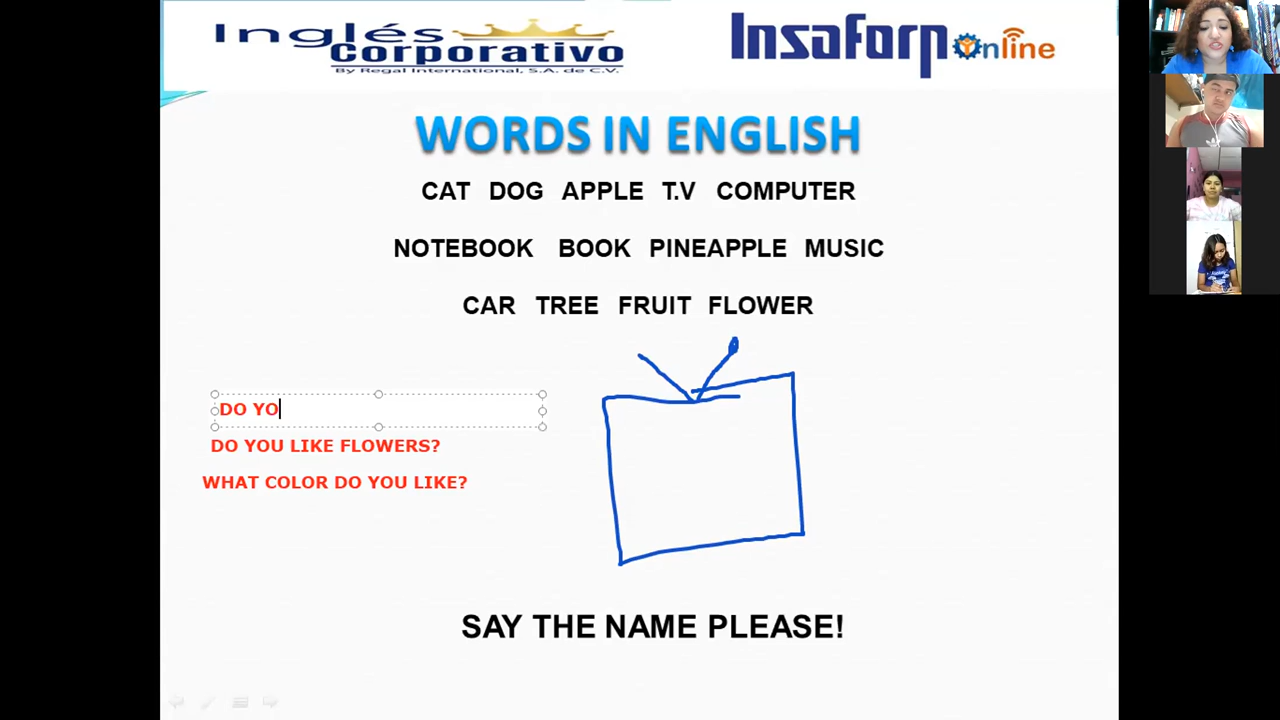 Inglés
Corporativo
By Regal International, S.A. de C.V.
Insaforp Online
WORDS IN ENGLISH
CAT DOG APPLE T.V COMPUTER
NOTEBOOK BOOK PINEAPPLE MUSIC
CAR TREE FRUIT FLOWER
DO YO
DO YOU LIKE FLOWERS?
WHAT COLOR DO YOU LIKE?
SAY THE NAME PLEASE!